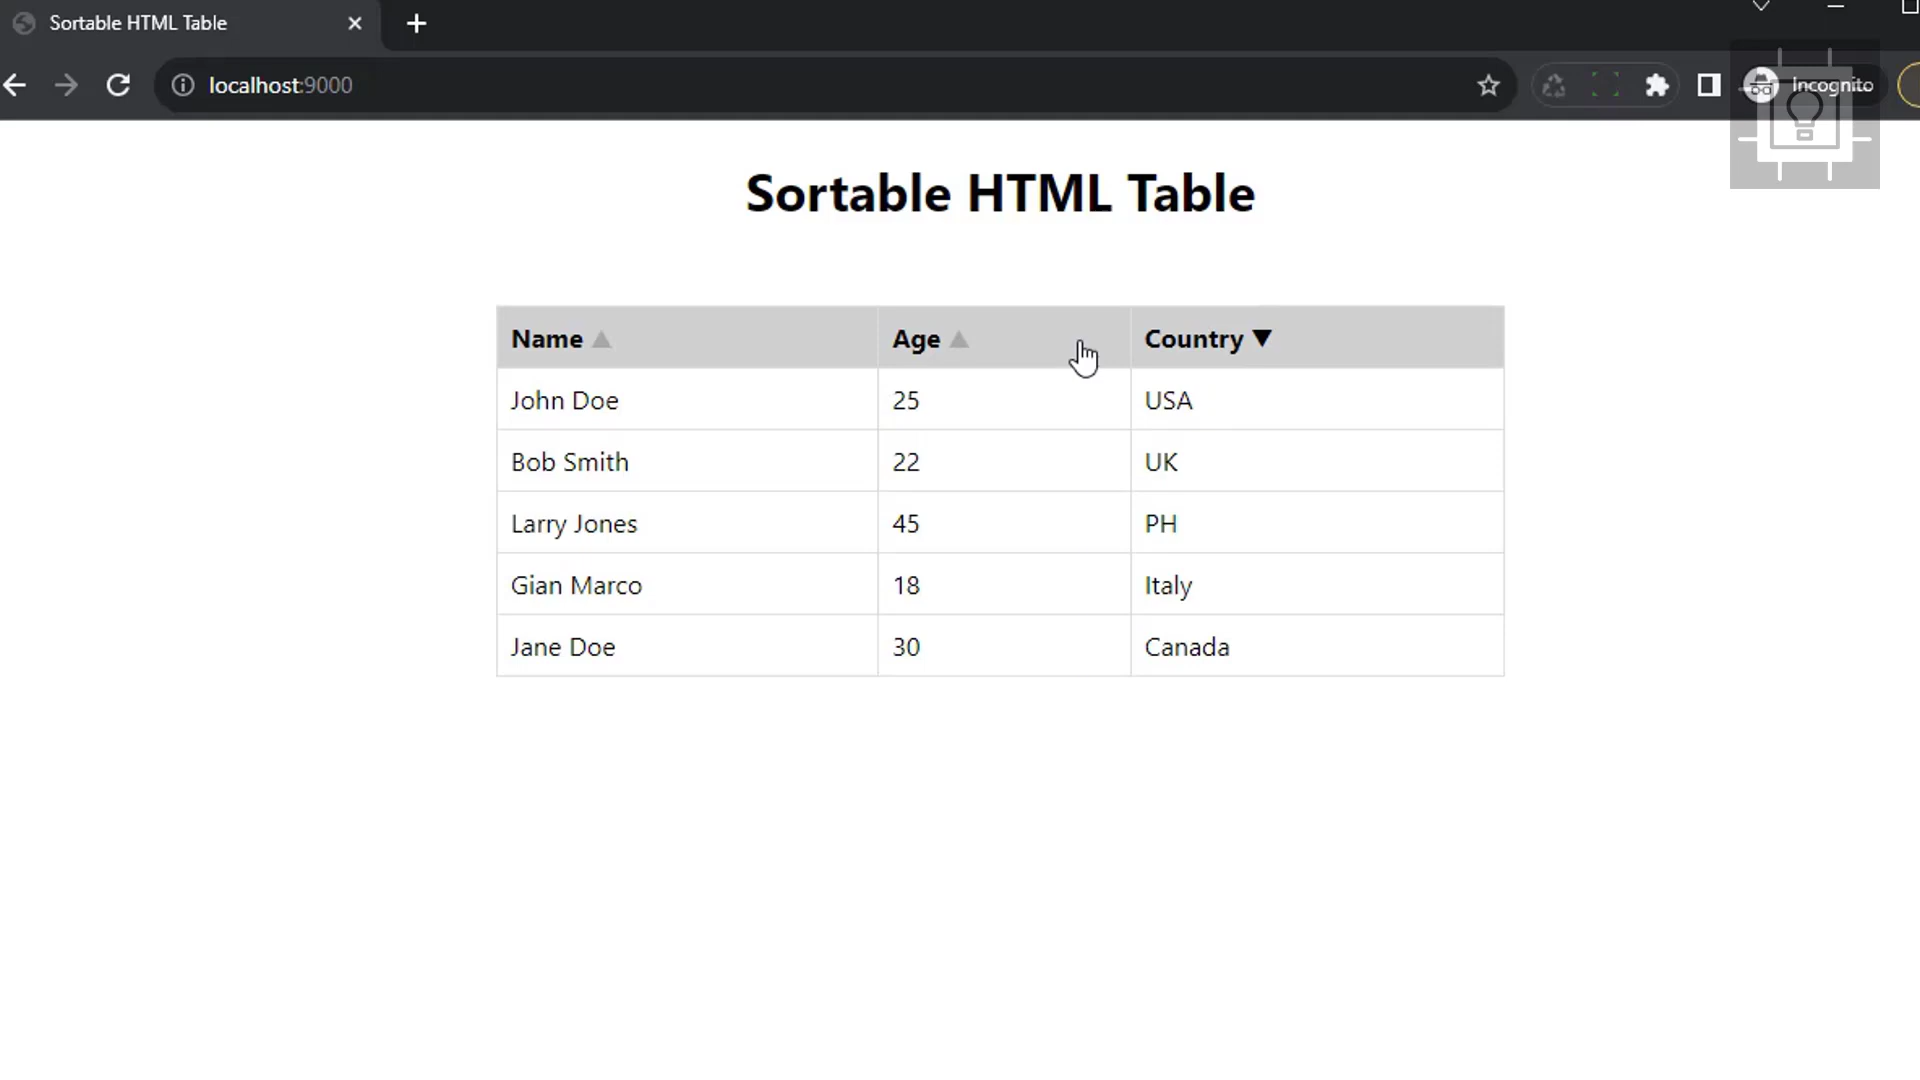 Sortable HTML Table
localhost:9000
Incognito
Sortable HTML Table
Name ▲ Age ▲ Country ▼
John Doe 25 USA
Bob Smith 22 UK
Larry Jones 45 PH
Gian Marco 18 Italy
Jane Doe 30 Canada